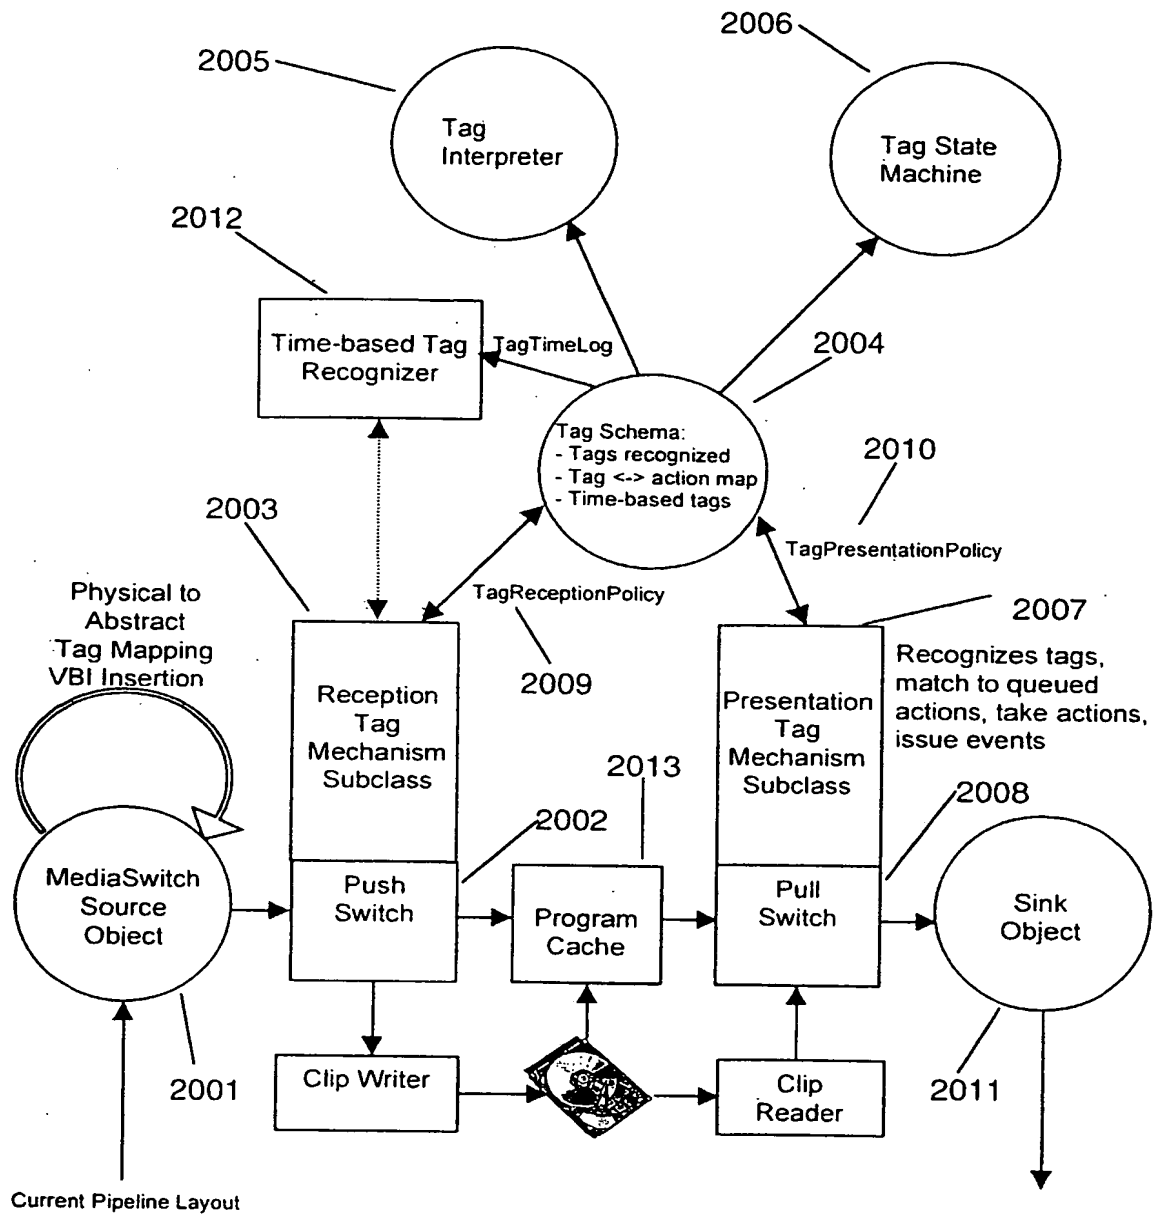 2006
2005
Tag
Interpreter
Tag State
Machine
2012
Time-based Tag
Recognizer
TagTimeLog
2004
Tag Schema:
- Tags recognized
- Tag <-> action map
- Time-based tags
2010
2003
TagPresentationPolicy
TagReceptionPolicy
Physical to
Abstract
Tag Mapping
VBI Insertion
2007
2009
Recognizes tags,
match to queued
actions, take actions,
issue events
Reception
Tag
Mechanism
Subclass
Presentation
Tag
Mechanism
Subclass
2013
2002
2008
MediaSwitch
Source
Object
Push
Switch
Program
Cache
Pull
Switch
Sink
Object
2001
Clip Writer
Clip
Reader
2011
Current Pipeline Layout